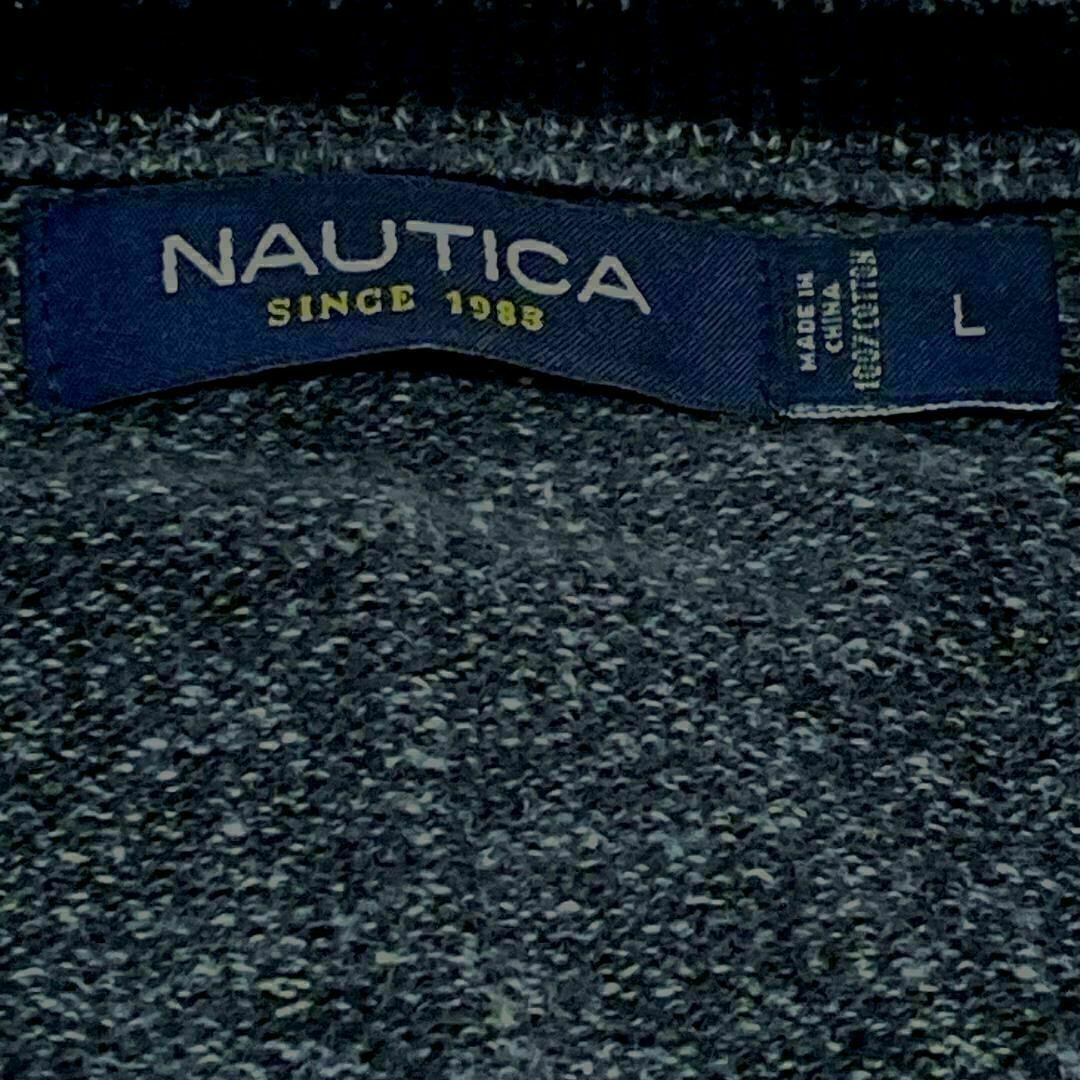 NAUTICA
SINCE 1983
MADE IN
CHINA
100% COTTON
L